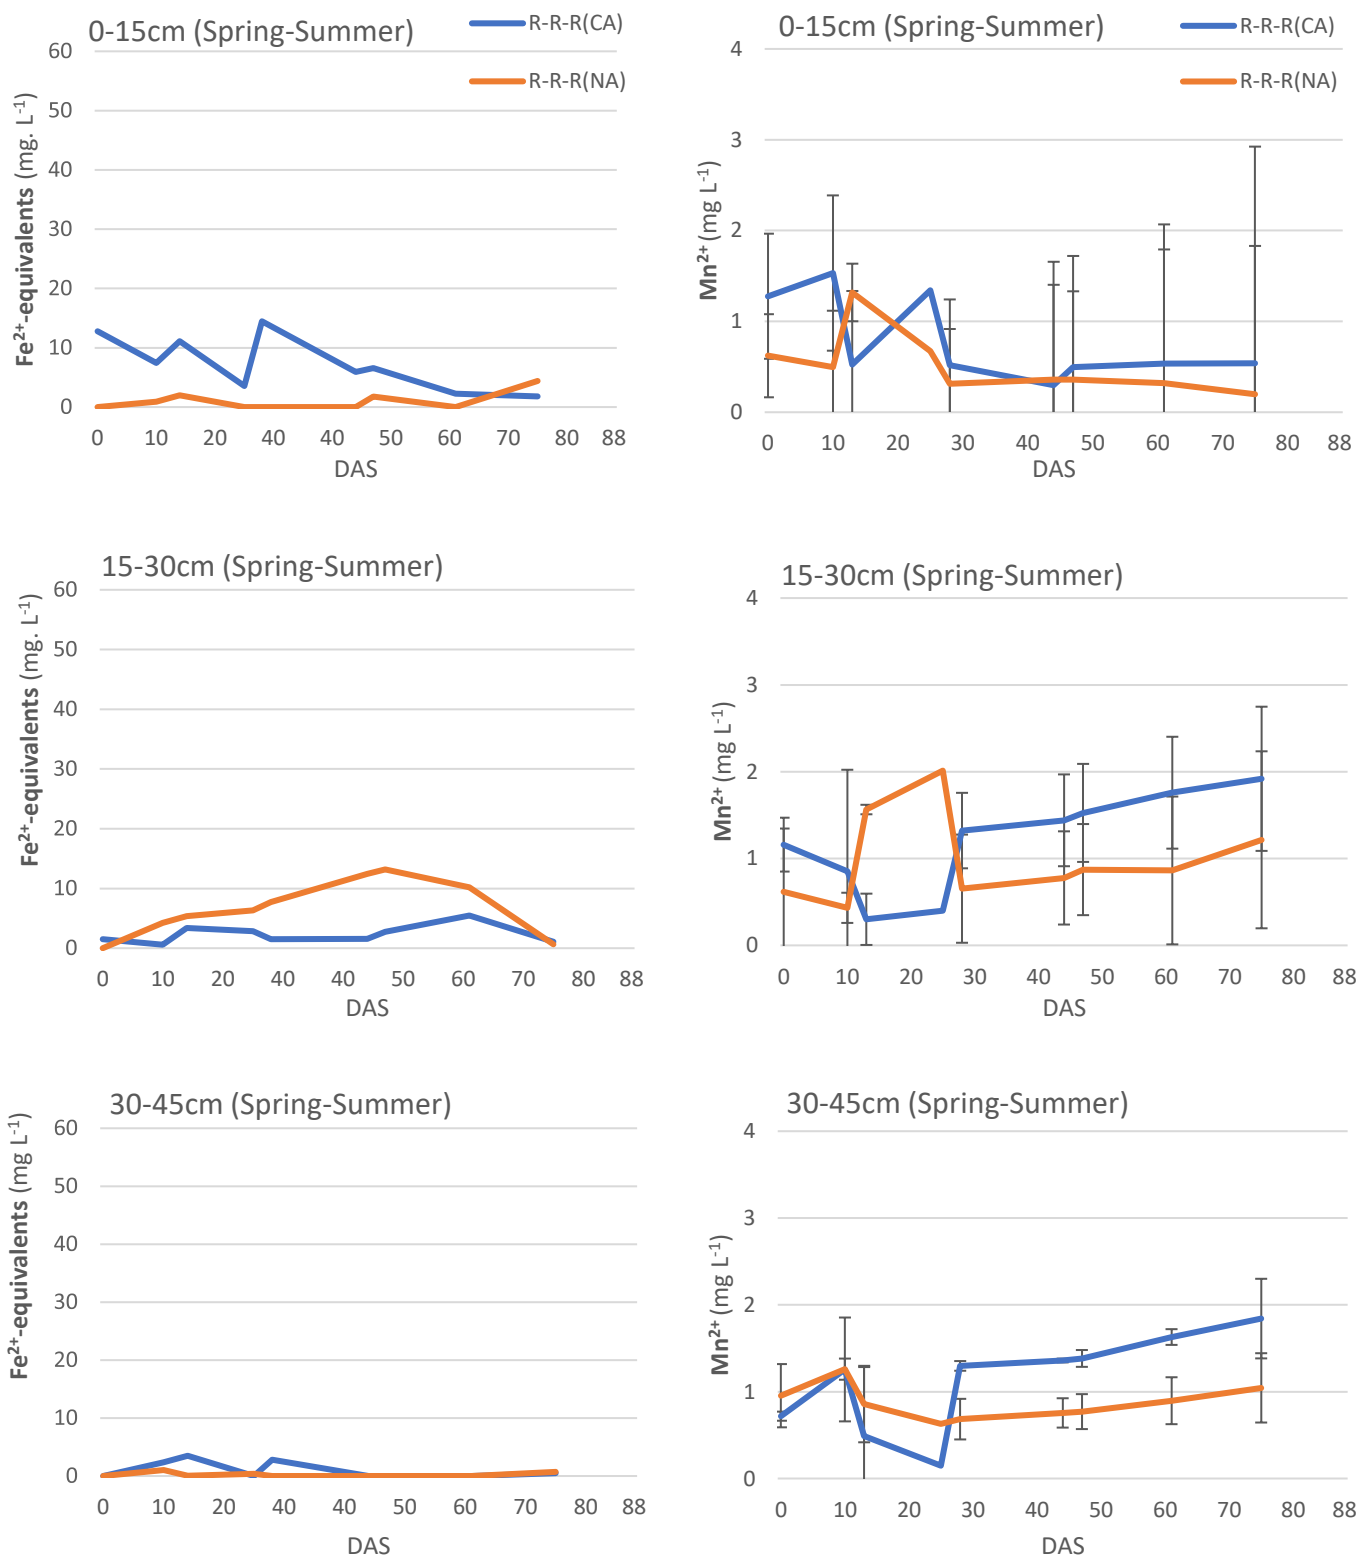 0-15cm (Spring-Summer)
R-R-R(CA)
R-R-R(NA)
Fe2+-equivalents (mg. L-1)
60
50
40
30
20
10
0
0 10 20 40 40 50 60 70 80 88
DAS
0-15cm (Spring-Summer)
R-R-R(CA)
R-R-R(NA)
Mn2+ (mg L-1)
4
3
2
1
0
0 10 20 30 40 50 60 70 80 88
DAS
15-30cm (Spring-Summer)
Fe2+-equivalents (mg. L-1)
60
50
40
30
20
10
0
0 10 20 40 40 50 60 70 80 88
DAS
15-30cm (Spring-Summer)
Mn2+ (mg L-1)
4
3
2
1
0
0 10 20 30 40 50 60 70 80 88
DAS
30-45cm (Spring-Summer)
Fe2+-equivalents (mg L-1)
60
50
40
30
20
10
0
0 10 20 40 40 50 60 70 80 88
DAS
30-45cm (Spring-Summer)
Mn2+ (mg L-1)
4
3
2
1
0
0 10 20 30 40 50 60 70 80 88
DAS